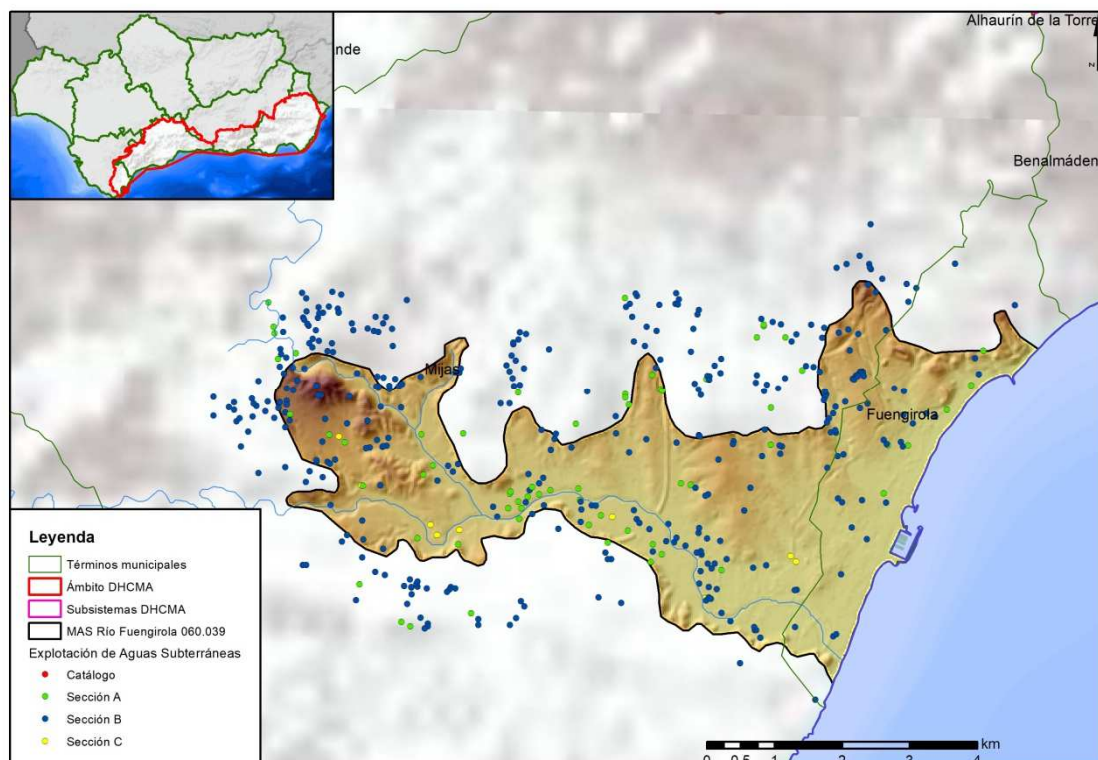 Alhaurín de la Torre
nde
N
Benalmáden
Mijas
Fuengirola
Leyenda
Términos municipales
Ámbito DHCMA
Subsistemas DHCMA
MAS Río Fuengirola 060.039
Explotación de Aguas Subterráneas
Catálogo
Sección A
Sección B
Sección C
km
0 0,5 1 2 3 4